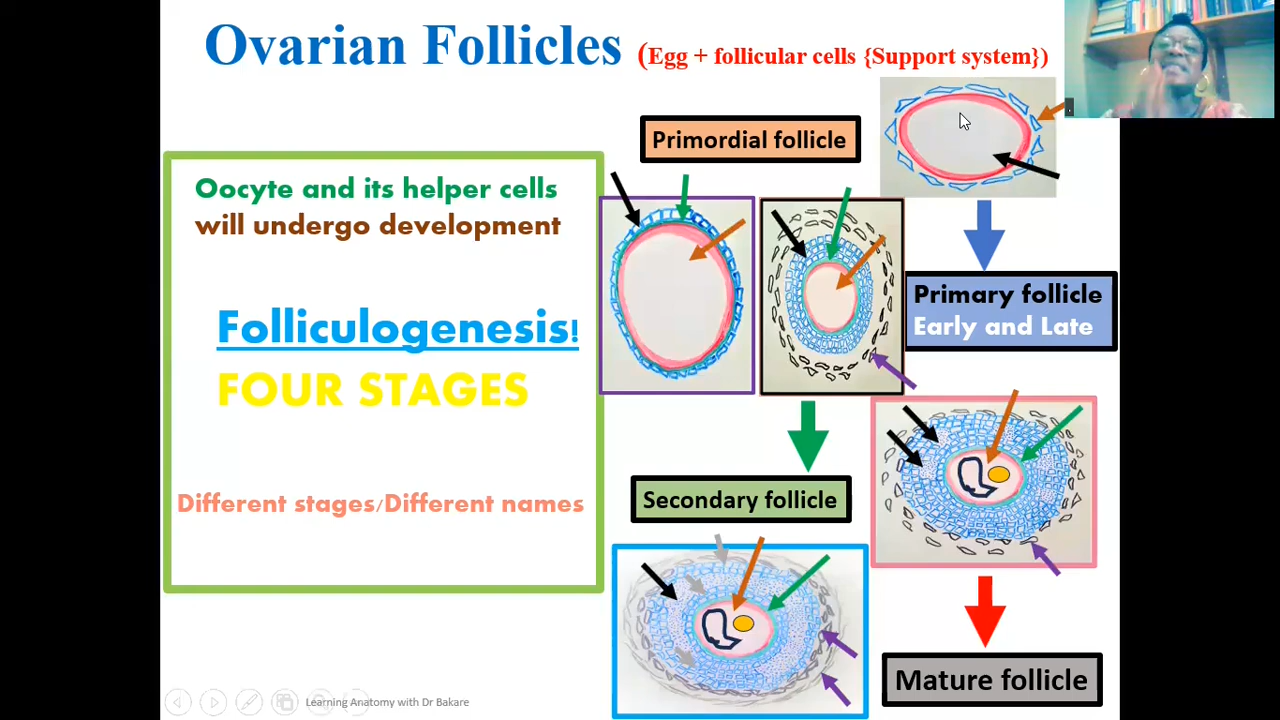 Ovarian Follicles (Egg + follicular cells {Support system})
Primordial follicle
Oocyte and its helper cells
will undergo development
Folliculogenesis!
FOUR STAGES
Different stages/Different names
Primary follicle
Early and Late
Secondary follicle
Mature follicle
Learning Anatomy with Dr Bakare